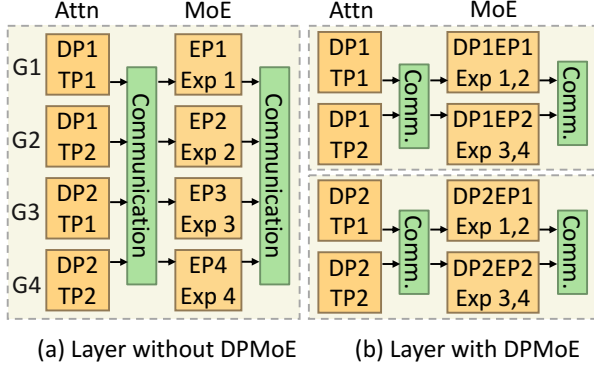 Attn MoE
G1 DP1 TP1 EP1 Exp 1
G2 DP1 TP2 EP2 Exp 2
G3 DP2 TP1 EP3 Exp 3
G4 DP2 TP2 EP4 Exp 4
Communication
Communication
(a) Layer without DPMoE
Attn MoE
DP1 TP1 DP1EP1 Exp 1,2
DP1 TP2 DP1EP2 Exp 3,4
Comm.
Comm.
DP2 TP1 DP2EP1 Exp 1,2
DP2 TP2 DP2EP2 Exp 3,4
Comm.
Comm.
(b) Layer with DPMoE